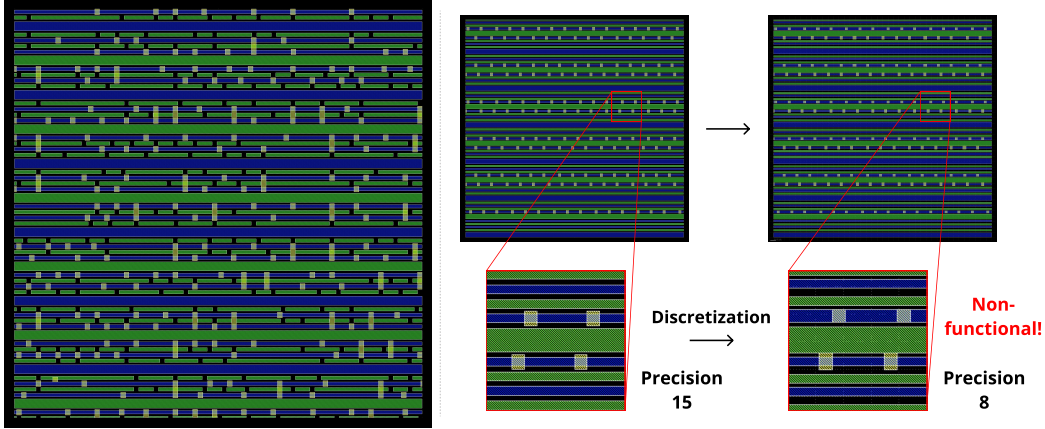 Discretization
Precision
15
Precision
8
Non-
functional!